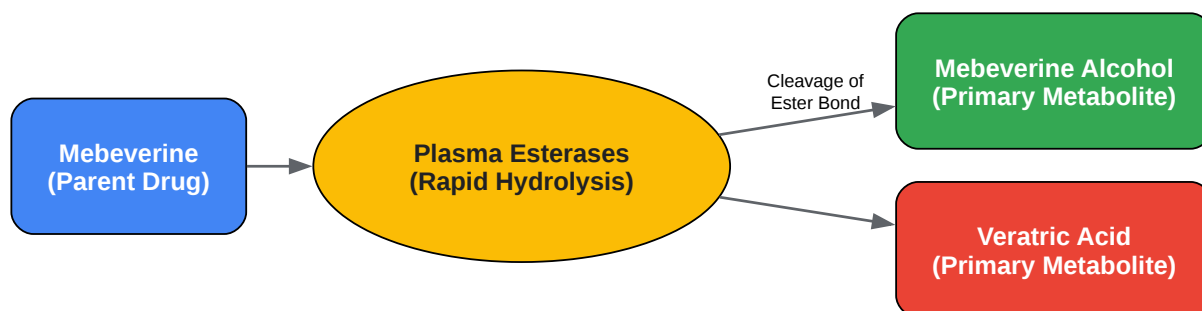 Mebeverine
(Parent Drug)
Plasma Esterases
(Rapid Hydrolysis)
Cleavage of
Ester Bond
Mebeverine Alcohol
(Primary Metabolite)
Veratric Acid
(Primary Metabolite)